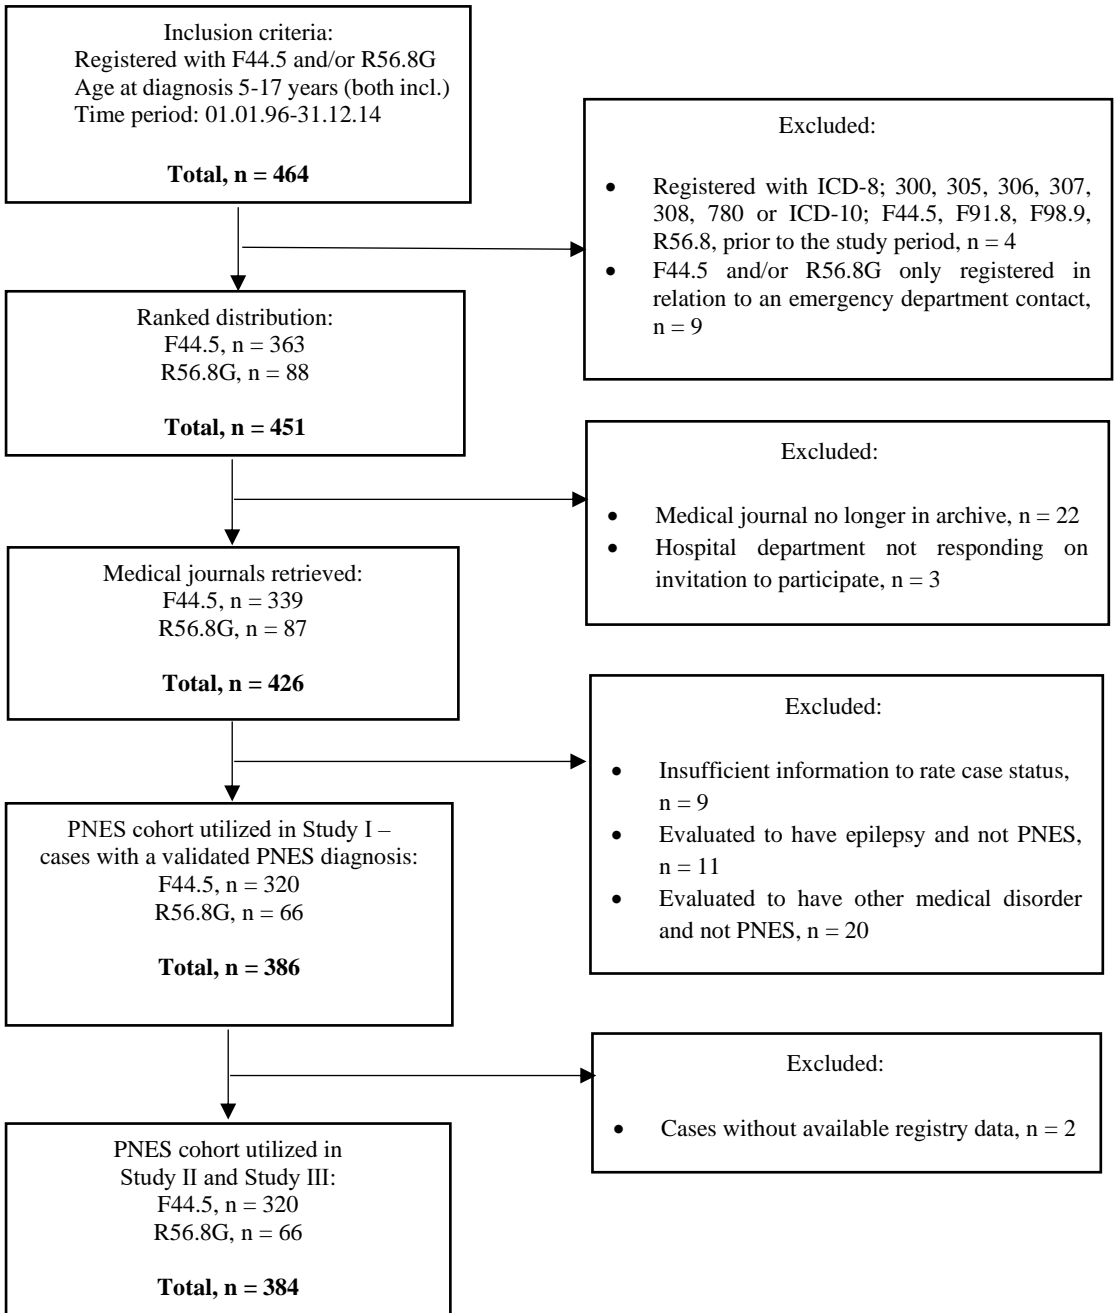 Inclusion criteria:
Registered with F44.5 and/or R56.8G
Age at diagnosis 5-17 years (both incl.)
Time period: 01.01.96-31.12.14
Total, n = 464
Excluded:
• Registered with ICD-8; 300, 305, 306, 307,
308, 780 or ICD-10; F44.5, F91.8, F98.9,
R56.8, prior to the study period, n = 4
• F44.5 and/or R56.8G only registered in
relation to an emergency department contact,
n = 9
Ranked distribution:
F44.5, n = 363
R56.8G, n = 88
Total, n = 451
Excluded:
• Medical journal no longer in archive, n = 22
• Hospital department not responding on
invitation to participate, n = 3
Medical journals retrieved:
F44.5, n = 339
R56.8G, n = 87
Total, n = 426
Excluded:
• Insufficient information to rate case status,
n = 9
• Evaluated to have epilepsy and not PNES,
n = 11
• Evaluated to have other medical disorder
and not PNES, n = 20
PNES cohort utilized in Study I –
cases with a validated PNES diagnosis:
F44.5, n = 320
R56.8G, n = 66
Total, n = 386
Excluded:
• Cases without available registry data, n = 2
PNES cohort utilized in
Study II and Study III:
F44.5, n = 320
R56.8G, n = 66
Total, n = 384